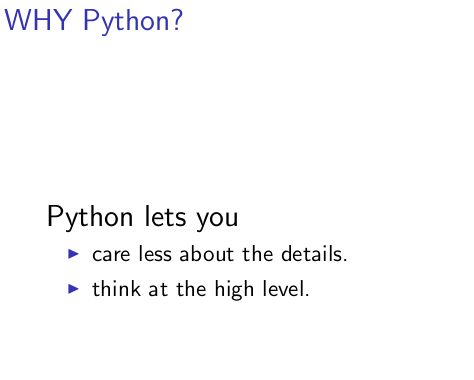 WHY Python?
Python lets you
care less about the details.
think at the high level.